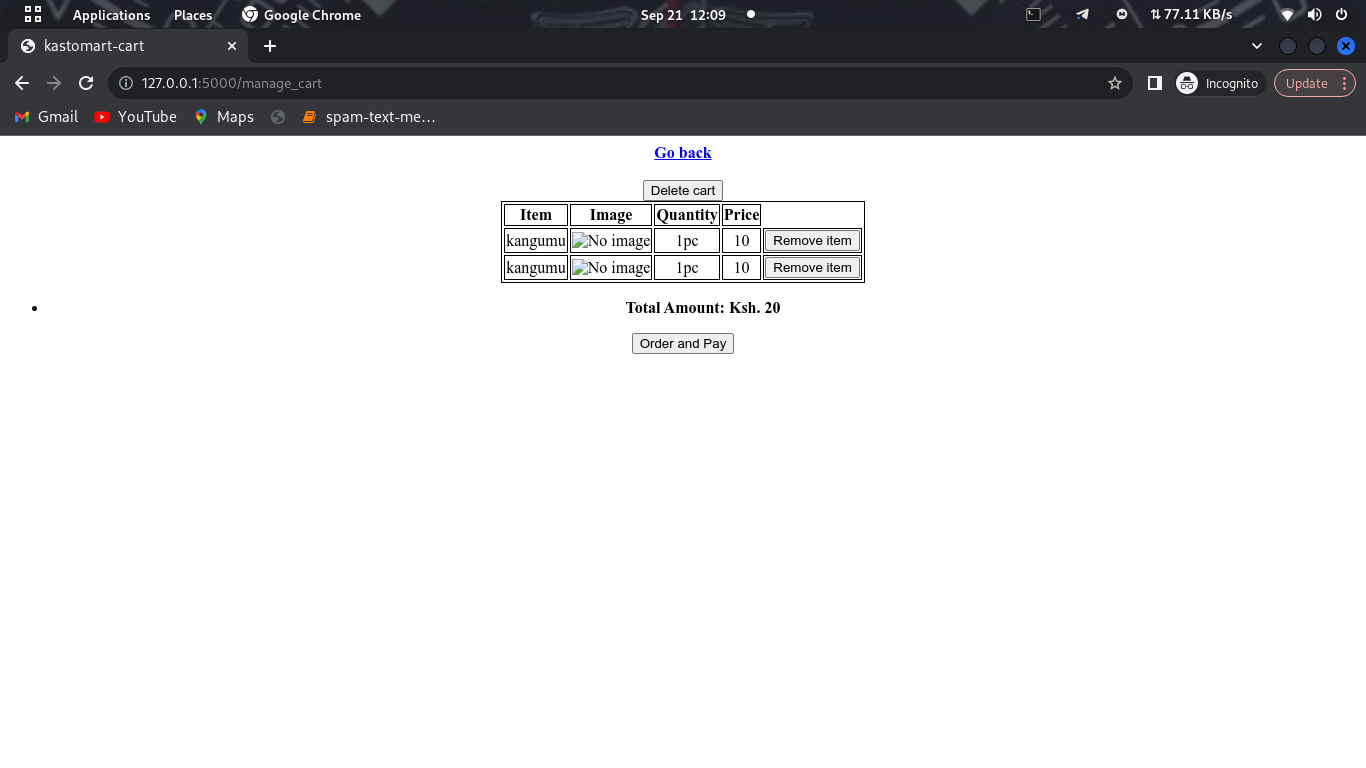 Applications Places Google Chrome Sep 21 12:09 77.11 KB/s
kastomart-cart
127.0.0.1:5000/manage_cart Incognito Update
Gmail YouTube Maps spam-text-me…
Go back
Delete cart
Item Image Quantity Price
kangumu No image 1pc 10 Remove item
kangumu No image 1pc 10 Remove item
• Total Amount: Ksh. 20
Order and Pay